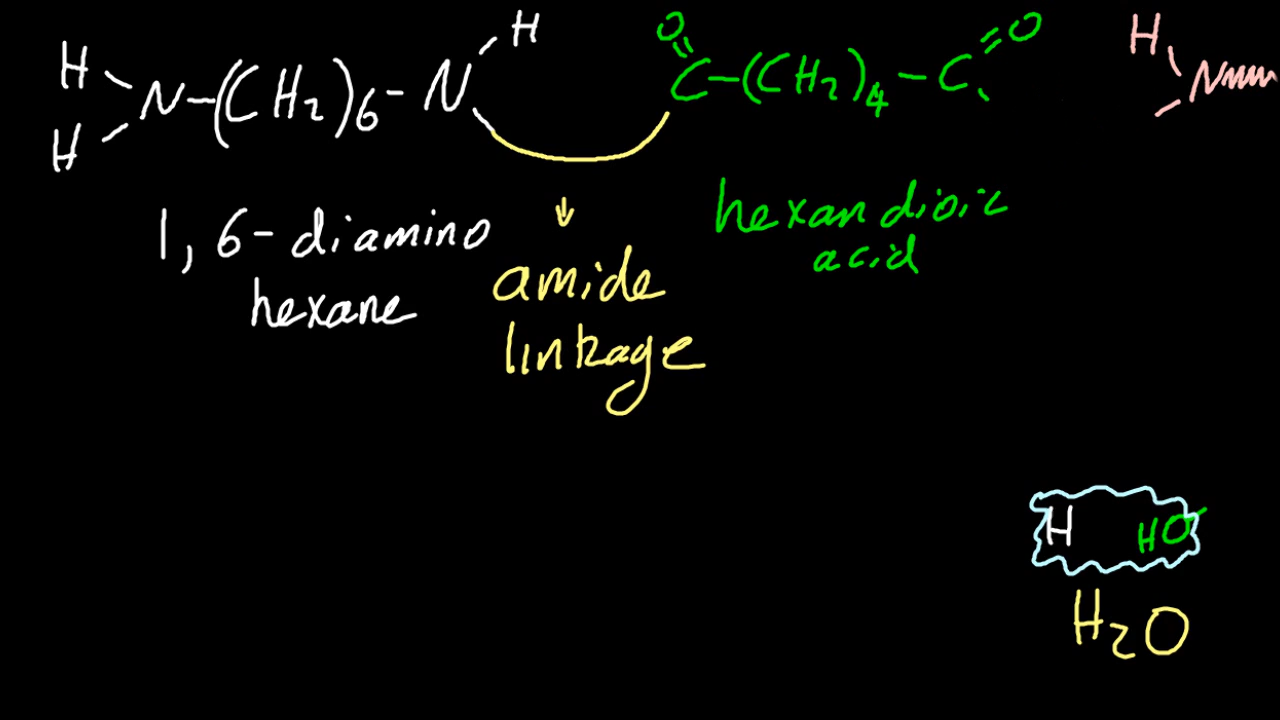 H H O O H
N-(CH2)6-N C-(CH2)4-C N
H
1,6-diamino
hexane
amide
linkage
hexandioic
acid
H HO
H2O